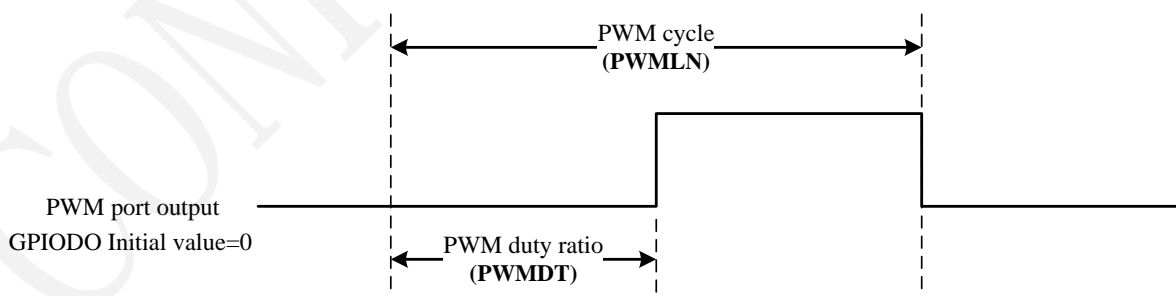 PWM cycle
(PWMLN)
PWM port output
GPIODO Initial value=0
PWM duty ratio
(PWMDT)